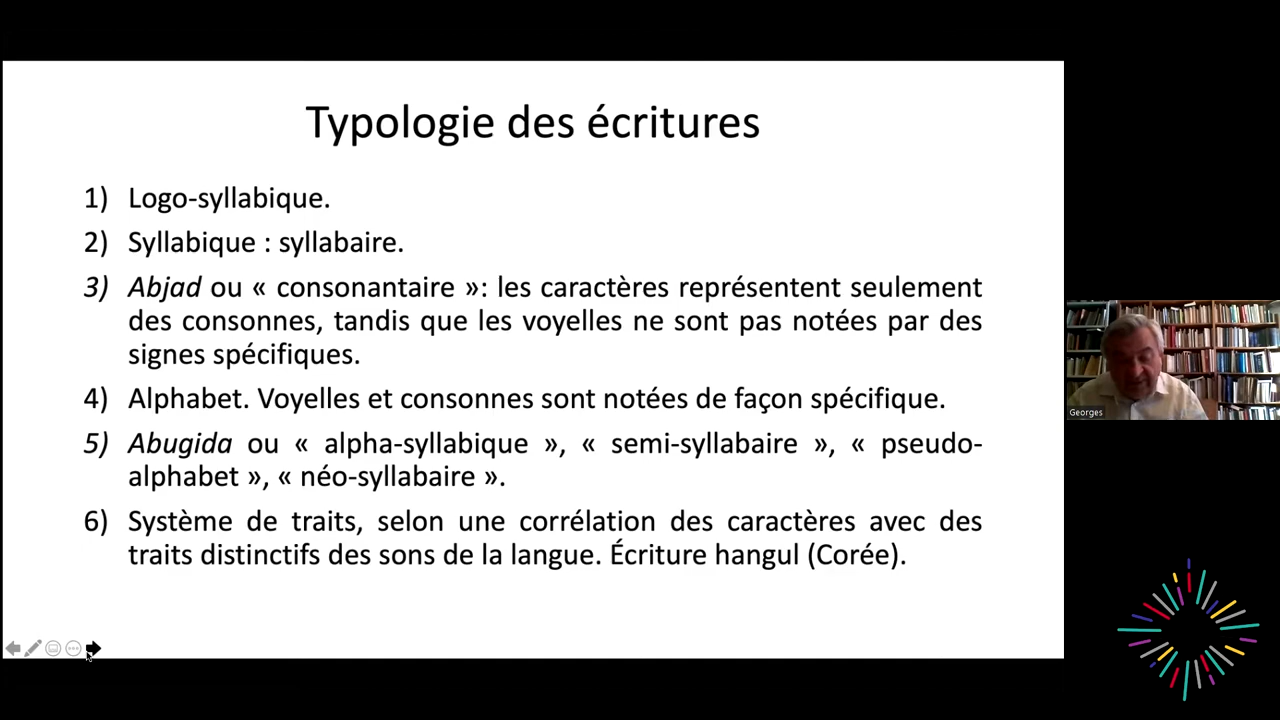 Typologie des écritures
1) Logo-syllabique.
2) Syllabique : syllabaire.
3) Abjad ou « consonantaire »: les caractères représentent seulement
des consonnes, tandis que les voyelles ne sont pas notées par des
signes spécifiques.
4) Alphabet. Voyelles et consonnes sont notées de façon spécifique.
5) Abugida ou « alpha-syllabique », « semi-syllabaire », « pseudo-
alphabet », « néo-syllabaire ».
6) Système de traits, selon une corrélation des caractères avec des
traits distinctifs des sons de la langue. Écriture hangul (Corée).
Georges